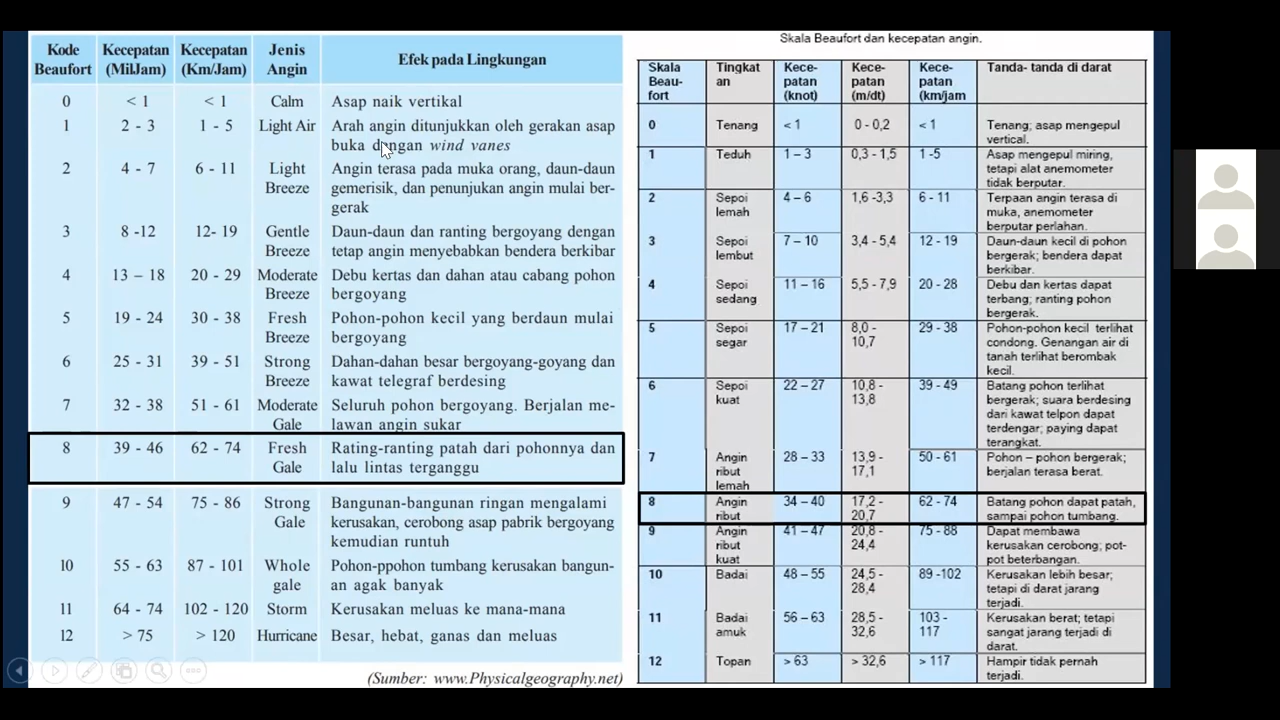 Kode Beaufort Kecepatan (MilJam) Kecepatan (Km/Jam) Jenis Angin Efek pada Lingkungan
0 < 1 < 1 Calm Asap naik vertikal
1 2 - 3 1 - 5 Light Air Arah angin ditunjukkan oleh gerakan asap
buka dengan wind vanes
2 4 - 7 6 - 11 Light Angin terasa pada muka orang, daun-daun
Breeze gemerisik, dan penunjukan angin mulai ber-
gerak
3 8 -12 12- 19 Gentle Daun-daun dan ranting bergoyang dengan
Breeze tetap angin menyebabkan bendera berkibar
4 13 – 18 20 - 29 Moderate Debu kertas dan dahan atau cabang pohon
Breeze bergoyang
5 19 - 24 30 - 38 Fresh Pohon-pohon kecil yang berdaun mulai
Breeze bergoyang
6 25 - 31 39 - 51 Strong Dahan-dahan besar bergoyang-goyang dan
Breeze kawat telegraf berdesing
7 32 - 38 51 - 61 Moderate Seluruh pohon bergoyang. Berjalan me-
Gale lawan angin sukar
8 39 - 46 62 - 74 Fresh Rating-ranting patah dari pohonnya dan
Gale lalu lintas terganggu
9 47 - 54 75 - 86 Strong Bangunan-bangunan ringan mengalami
Gale kerusakan, cerobong asap pabrik bergoyang
kemudian runtuh
10 55 - 63 87 - 101 Whole Pohon-ppohon tumbang kerusakan bangun-
gale an agak banyak
11 64 - 74 102 - 120 Storm Kerusakan meluas ke mana-mana
12 > 75 > 120 Hurricane Besar, hebat, ganas dan meluas
(Sumber: www.Physicalgeography.net)
Skala Beaufort dan kecepatan angin.
Skala Tingkat Kece- Kece- Kece- Tanda- tanda di darat
Beau- an patan patan patan
fort (knot) (m/dt) (km/jam
0 Tenang < 1 0 - 0,2 < 1 Tenang; asap mengepul
vertical.
1 Teduh 1 – 3 0,3 - 1,5 1 -5 Asap mengepul miring,
tetapi alat anemometer
tidak berputar.
2 Sepoi 4 – 6 1,6 -3,3 6 - 11 Terpaan angin terasa di
lemah muka, anemometer
berputar perlahan.
3 Sepoi 7 – 10 3,4 - 5,4 12 - 19 Daun-daun kecil di pohon
lembut bergerak; bendera dapat
berkibar.
4 Sepoi 11 – 16 5,5 - 7,9 20 - 28 Debu dan kertas dapat
sedang terbang; ranting pohon
bergerak.
5 Sepoi 17 – 21 8,0 - 29 - 38 Pohon-pohon kecil terlihat
segar 10,7 condong. Genangan air di
tanah terlihat berombak
kecil.
6 Sepoi 22 – 27 10,8 - 39 - 49 Batang pohon terlihat
kuat 13,8 bergerak; suara berdesing
dari kawat telpon dapat
terdengar; paying dapat
terangkat.
7 Angin 28 – 33 13,9 - 50 - 61 Pohon – pohon bergerak;
ribut 17,1 berjalan terasa berat.
lemah
8 Angin 34 – 40 17,2 - 62 - 74 Batang pohon dapat patah,
ribut 20,7 sampai pohon tumbang.
9 Angin 41 – 47 20,8 - 75 - 88 Dapat membawa
ribut 24,4 kerusakan cerobong; pot-
kuat pot beterbangan.
10 Badai 48 – 55 24,5 - 89 -102 Kerusakan lebih besar;
28,4 tetapi di darat jarang
terjadi.
11 Badai 56 – 63 28,5 - 103 - Kerusakan berat; tetapi
amuk 32,6 117 sangat jarang terjadi di
darat.
12 Topan > 63 > 32,6 > 117 Hampir tidak pernah
terjadi.